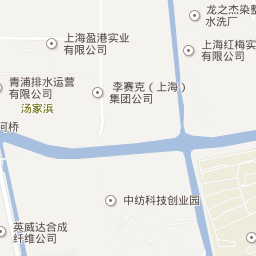 龙之杰染整
水洗厂
上海盈港实业
有限公司
上海红梅实
有限公司
青浦排水运营
有限公司
汤家浜
李赛克（上海）
集团公司
河桥
中纺科技创业园
英威达合成
纤维公司